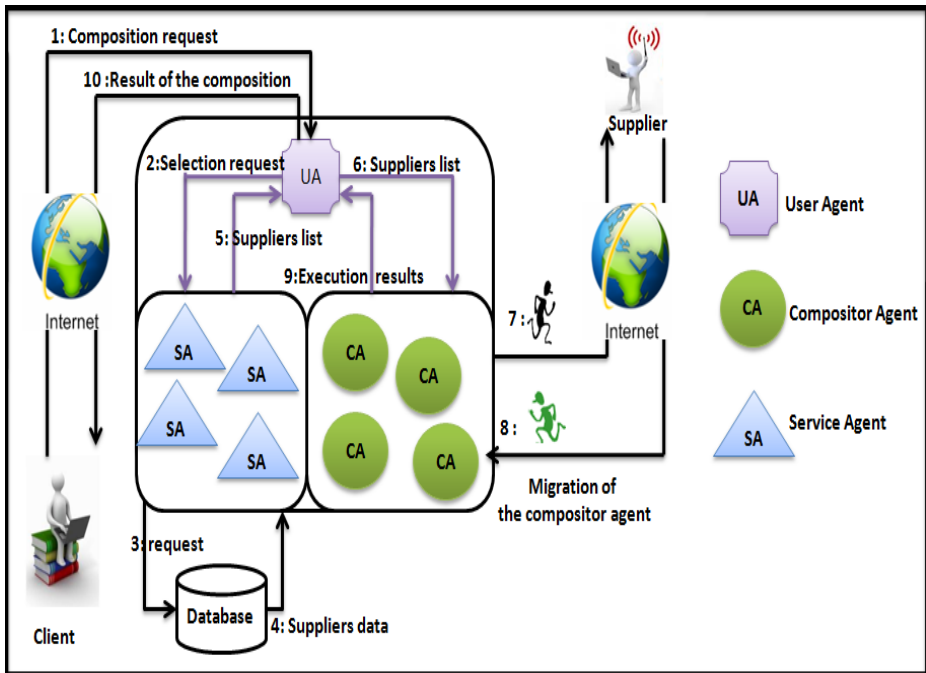 1: Composition request
10 :Result of the composition
Supplier
2:Selection request
UA
6: Suppliers list
UA
User Agent
5: Suppliers list
9:Execution results
Internet
7 :
Internet
CA
Compositor Agent
SA
SA
CA
CA
SA
SA
CA
CA
8 :
SA
Service Agent
Migration of
the compositor agent
3: request
Database
4: Suppliers data
Client